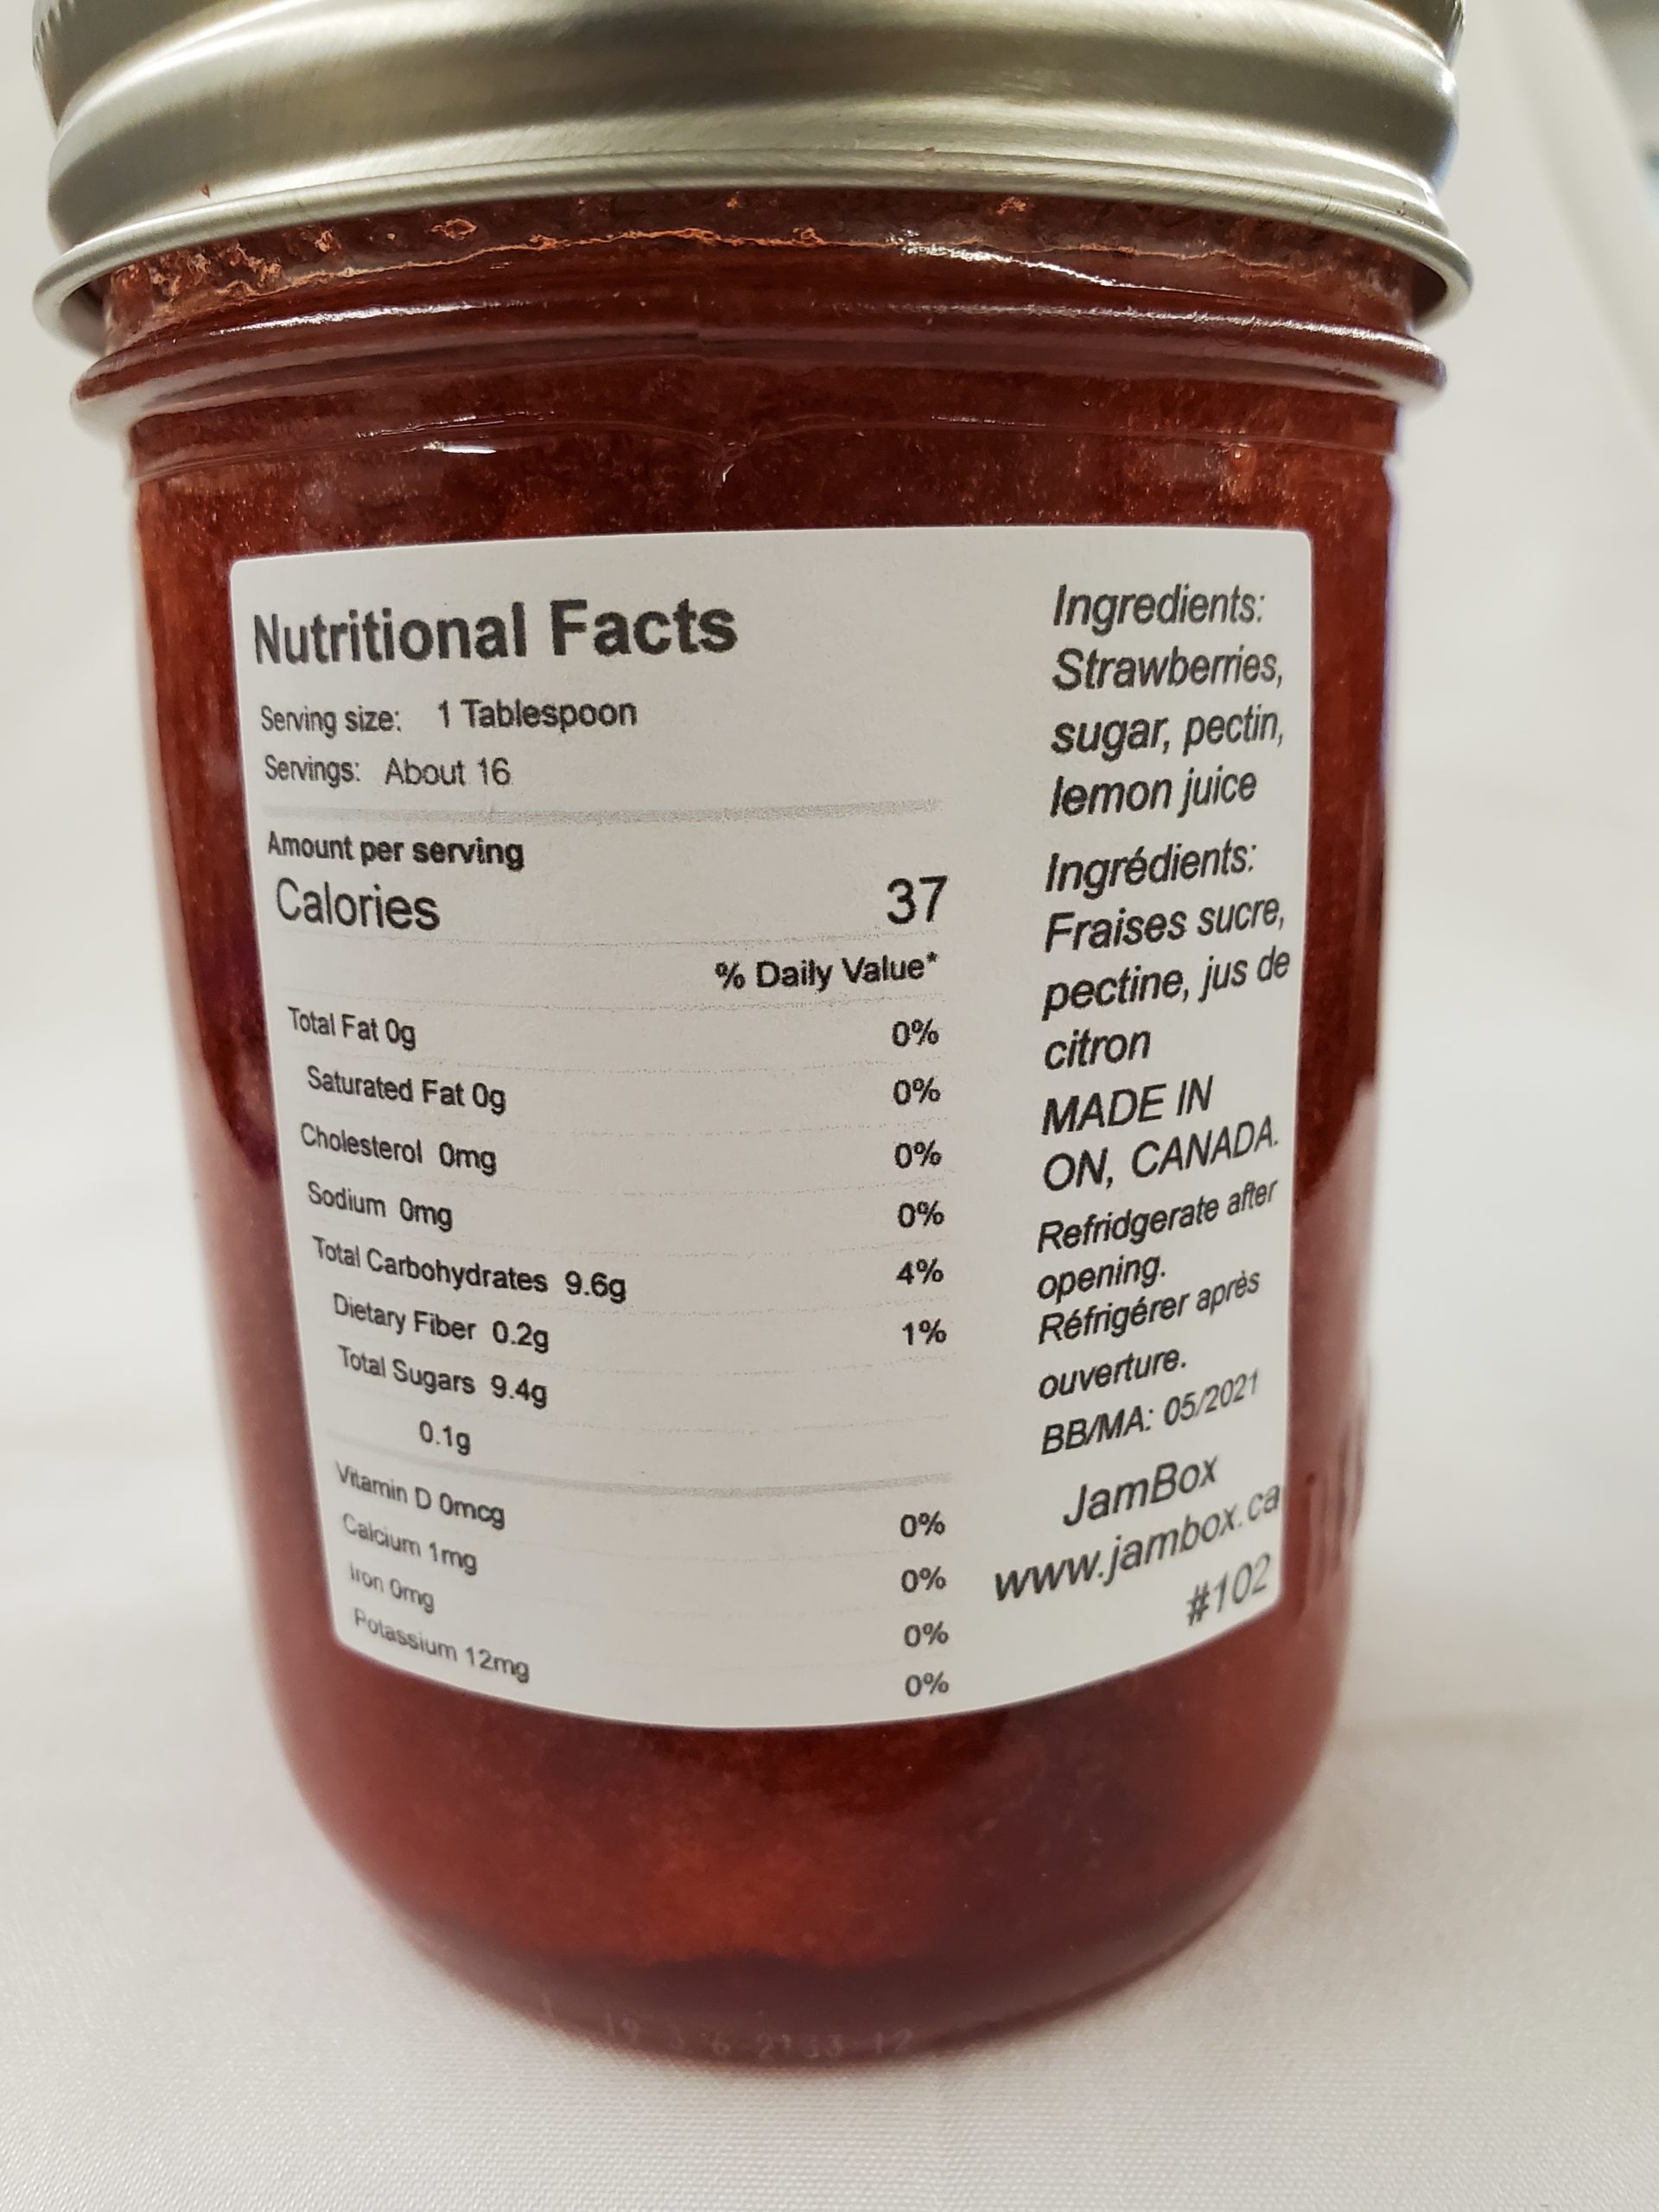 Nutritional Facts
Serving size: 1 Tablespoon
Servings: About 16
Amount per serving
Calories 37
% Daily Value*
Total Fat 0g 0%
Saturated Fat 0g 0%
Cholesterol 0mg 0%
Sodium 0mg 0%
Total Carbohydrates 9.6g 4%
Dietary Fiber 0.2g 1%
Total Sugars 9.4g
0.1g
Vitamin D 0mcg 0%
Calcium 1mg 0%
Iron 0mg 0%
Potassium 12mg 0%
Ingredients:
Strawberries,
sugar, pectin,
lemon juice
Ingrédients:
Fraises sucre,
pectine, jus de
citron
MADE IN
ON, CANADA.
Refridgerate after
opening.
Réfrigérer après
ouverture.
BB/MA: 05/2021
JamBox
www.jambox.ca
#102